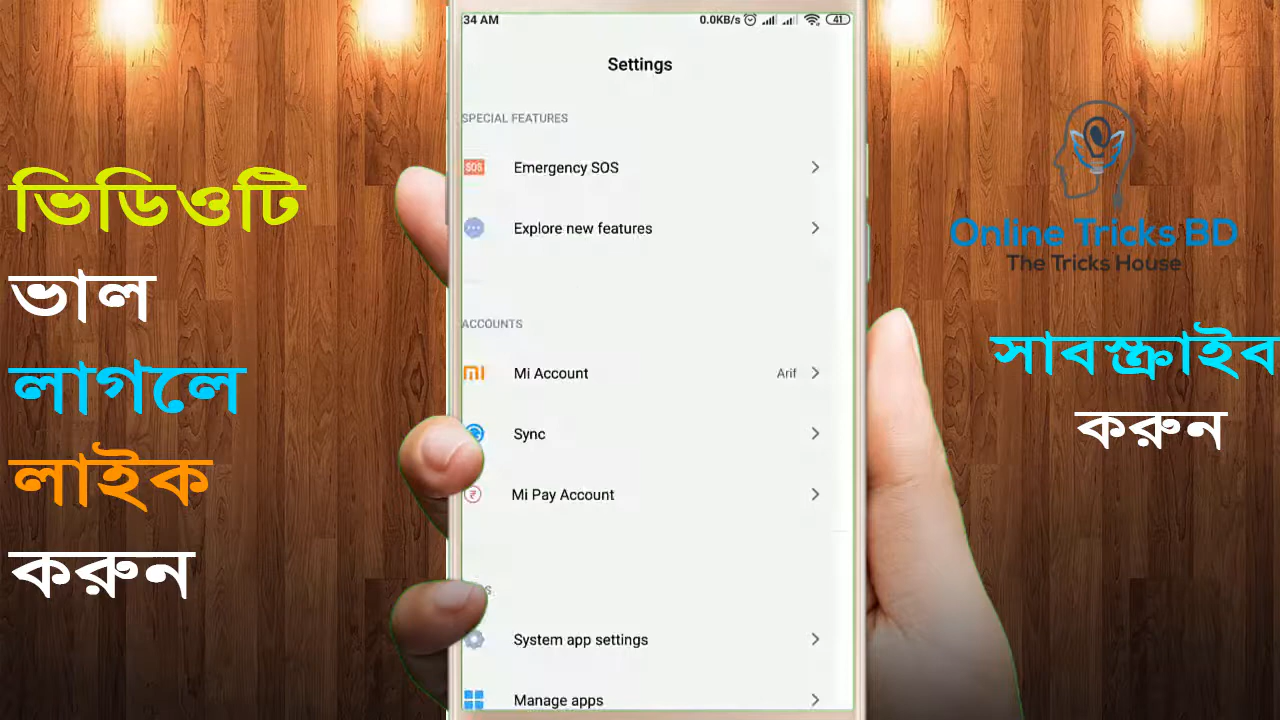 ভিডিওটি
ভাল
লাগলে
লাইক
করুন
34 AM
0.0KB/s
41
Settings
SPECIAL FEATURES
SOS
Emergency SOS
Explore new features
ACCOUNTS
Mi Account
Arif
Sync
₹
Mi Pay Account
S
System app settings
Manage apps
Online Tricks BD
The Tricks House
সাবস্ক্রাইব
করুন